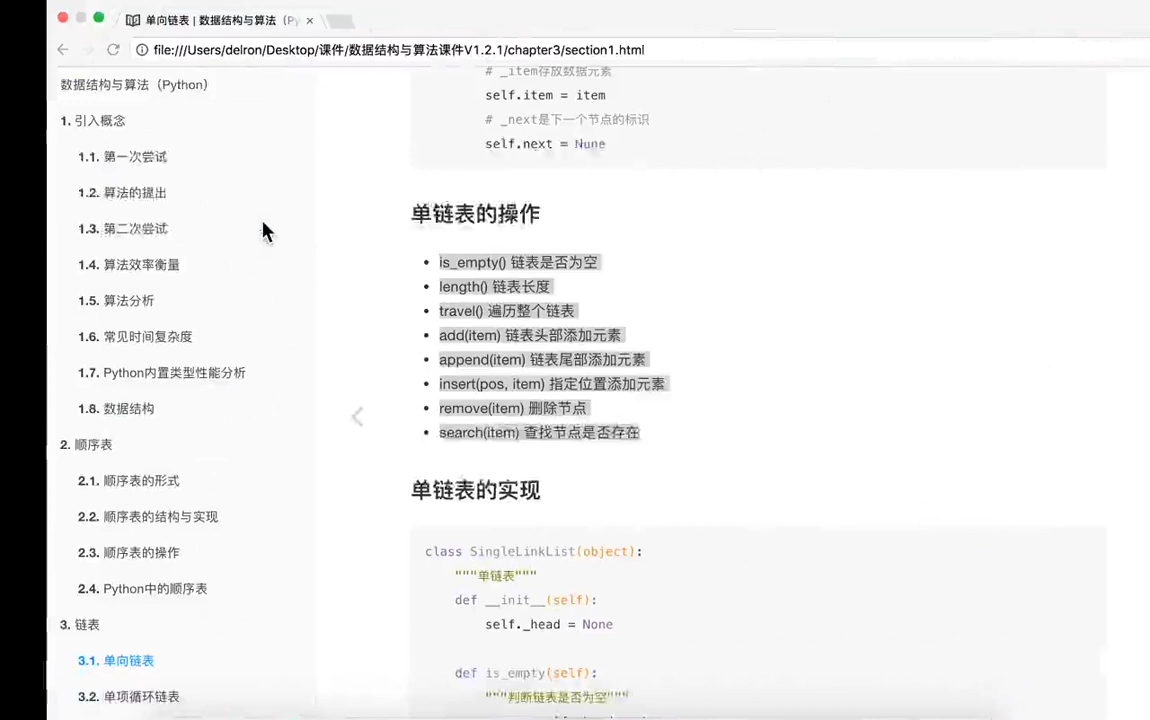 单向链表 | 数据结构与算法（Py
file:///Users/delron/Desktop/课件/数据结构与算法课件V1.2.1/chapter3/section1.html
数据结构与算法（Python）
1. 引入概念
1.1. 第一次尝试
1.2. 算法的提出
1.3. 第二次尝试
1.4. 算法效率衡量
1.5. 算法分析
1.6. 常见时间复杂度
1.7. Python内置类型性能分析
1.8. 数据结构
2. 顺序表
2.1. 顺序表的形式
2.2. 顺序表的结构与实现
2.3. 顺序表的操作
2.4. Python中的顺序表
3. 链表
3.1. 单向链表
3.2. 单项循环链表
# _item存放数据元素
self.item = item
# _next是下一个节点的标识
self.next = None
单链表的操作
• is_empty() 链表是否为空
• length() 链表长度
• travel() 遍历整个链表
• add(item) 链表头部添加元素
• append(item) 链表尾部添加元素
• insert(pos, item) 指定位置添加元素
• remove(item) 删除节点
• search(item) 查找节点是否存在
单链表的实现
class SingleLinkList(object):
"""单链表"""
def __init__(self):
self._head = None
def is_empty(self):
"""判断链表是否为空"""